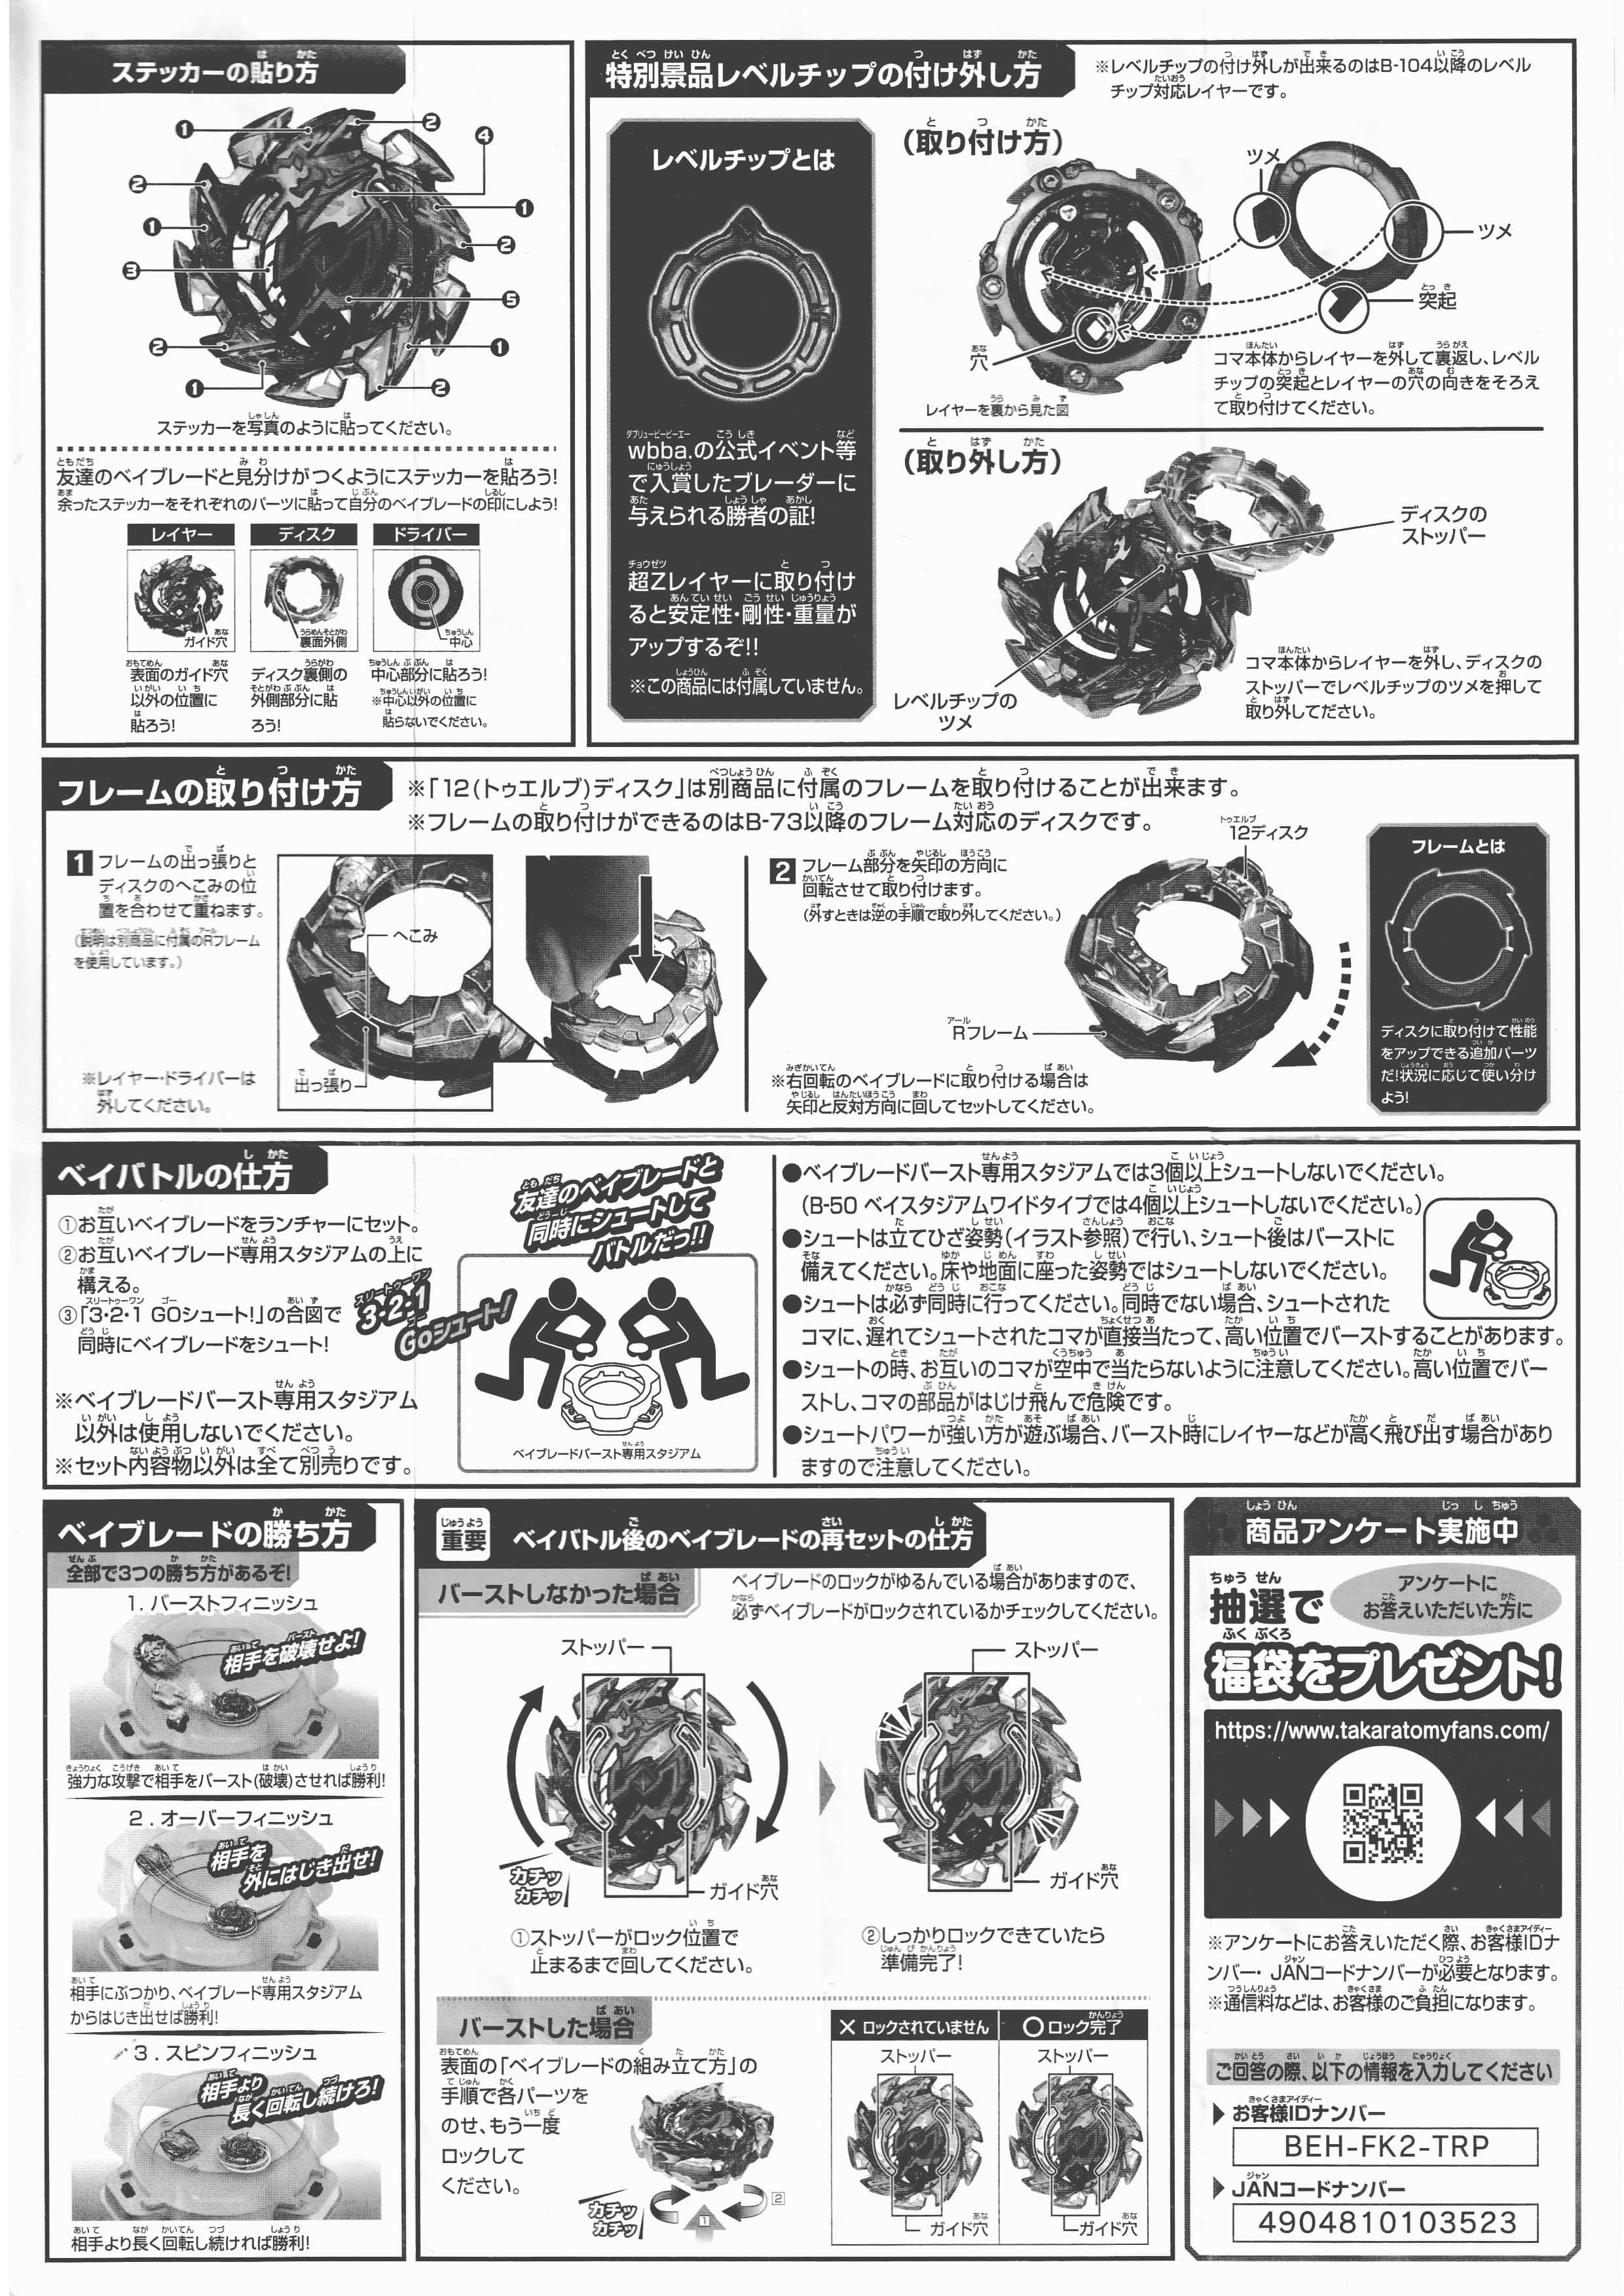 ステッカーの貼り方
❶
❷
❹
❷
❶
❶
❷
❸
❺
❷
❶
❶
❷
ステッカーを写真のように貼ってください。
友達のベイブレードと見分けがつくようにステッカーを貼ろう!
余ったステッカーをそれぞれのパーツに貼って自分のベイブレードの印にしよう!
レイヤー
ガイド穴
表面のガイド穴
以外の位置に
貼ろう!
ディスク
裏面外側
ディスク裏側の
外側部分に貼
ろう!
ドライバー
中心
中心部分に貼ろう!
※中心以外の位置に
貼らないでください。
特別景品レベルチップの付け外し方
※レベルチップの付け外しが出来るのはB-104以降のレベル
チップ対応レイヤーです。
レベルチップとは
wbba.の公式イベント等
で入賞したブレーダーに
与えられる勝者の証!
超Zレイヤーに取り付け
ると安定性・剛性・重量が
アップするぞ!!
※この商品には付属していません。
(取り付け方)
ツメ
ツメ
突起
穴
レイヤーを裏から見た図
コマ本体からレイヤーを外して裏返し、レベル
チップの突起とレイヤーの穴の向きをそろえ
て取り付けてください。
(取り外し方)
ディスクの
ストッパー
レベルチップの
ツメ
コマ本体からレイヤーを外し、ディスクの
ストッパーでレベルチップのツメを押して
取り外してださい。
フレームの取り付け方
※「12(トゥエルブ)ディスク」は別商品に付属のフレームを取り付けることが出来ます。
※フレームの取り付けができるのはB-73以降のフレーム対応のディスクです。
1 フレームの出っ張りと
ディスクのへこみの位
置を合わせて重ねます。
(説明は別商品に付属のRフレーム
を使用しています。)
※レイヤー・ドライバーは
外してください。
へこみ
出っ張り
2 フレーム部分を矢印の方向に
回転させて取り付けます。
(外すときは逆の手順で取り外してください。)
12ディスク
Rフレーム
※右回転のベイブレードに取り付ける場合は
矢印と反対方向に回してセットしてください。
フレームとは
ディスクに取り付けて性能
をアップできる追加パーツ
だ!状況に応じて使い分け
よう!
ベイバトルの仕方
①お互いベイブレードをランチャーにセット。
②お互いベイブレード専用スタジアムの上に
構える。
③「3・2・1 GOシュート!」の合図で
同時にベイブレードをシュート!
※ベイブレードバースト専用スタジアム
以外は使用しないでください。
※セット内容物以外は全て別売りです。
友達のベイブレードと
同時にシュートして
バトルだっ!!
3・2・1
GOシュート!
ベイブレードバースト専用スタジアム
●ベイブレードバースト専用スタジアムでは3個以上シュートしないでください。
(B-50 ベイスタジアムワイドタイプでは4個以上シュートしないでください。)
●シュートは立てひざ姿勢(イラスト参照)で行い、シュート後はバーストに
備えてください。床や地面に座った姿勢ではシュートしないでください。
●シュートは必ず同時に行ってください。同時でない場合、シュートされた
コマに、遅れてシュートされたコマが直接当たって、高い位置でバーストすることがあります。
●シュートの時、お互いのコマが空中で当たらないように注意してください。高い位置でバー
ストし、コマの部品がはじけ飛んで危険です。
●シュートパワーが強い方が遊ぶ場合、バースト時にレイヤーなどが高く飛び出す場合があり
ますので注意してください。
ベイブレードの勝ち方
全部で3つの勝ち方があるぞ!
1. バーストフィニッシュ
相手を破壊せよ!
強力な攻撃で相手をバースト(破壊)させれば勝利!
2. オーバーフィニッシュ
相手を
外にはじき出せ!
相手にぶつかり、ベイブレード専用スタジアム
からはじき出せば勝利!
3. スピンフィニッシュ
相手より
長く回転し続けろ!
相手より長く回転し続ければ勝利!
重要 ベイバトル後のベイブレードの再セットの仕方
バーストしなかった場合
ベイブレードのロックがゆるんでいる場合がありますので、
必ずベイブレードがロックされているかチェックしてください。
ストッパー
カチッ
カチッ
ガイド穴
①ストッパーがロック位置で
止まるまで回してください。
ストッパー
ガイド穴
②しっかりロックできていたら
準備完了!
バーストした場合
表面の「ベイブレードの組み立て方」の
手順で各パーツを
のせ、もう一度
ロックして
ください。
カチッ
カチッ
1
2
× ロックされていません
ストッパー
ガイド穴
○ ロック完了
ストッパー
ガイド穴
商品アンケート実施中
抽選で
アンケートに
お答えいただいた方に
福袋をプレゼント!
https://www.takaratomyfans.com/
※アンケートにお答えいただく際、お客様IDナ
ンバー・JANコードナンバーが必要となります。
※通信料などは、お客様のご負担になります。
ご回答の際、以下の情報を入力してください
お客様IDナンバー
BEH-FK2-TRP
JANコードナンバー
4904810103523